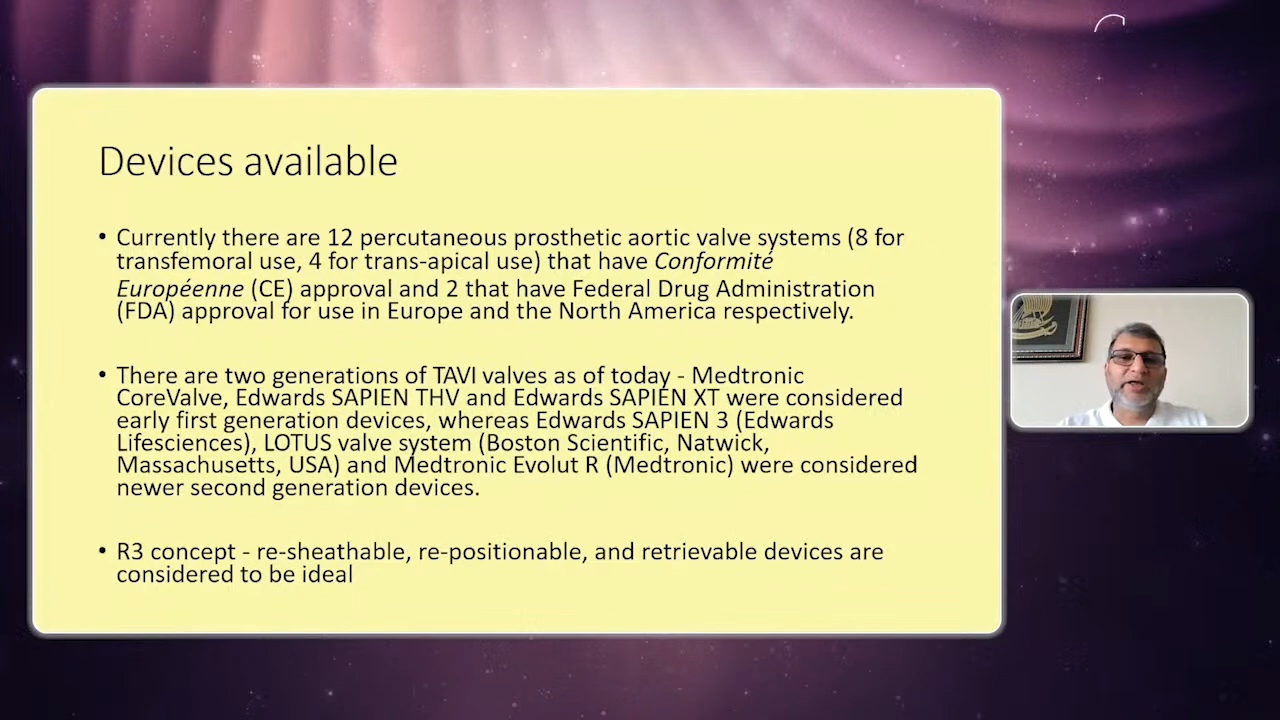 Devices available
• Currently there are 12 percutaneous prosthetic aortic valve systems (8 for
transfemoral use, 4 for trans-apical use) that have Conformité
Européenne (CE) approval and 2 that have Federal Drug Administration
(FDA) approval for use in Europe and the North America respectively.
• There are two generations of TAVI valves as of today - Medtronic
CoreValve, Edwards SAPIEN THV and Edwards SAPIEN XT were considered
early first generation devices, whereas Edwards SAPIEN 3 (Edwards
Lifesciences), LOTUS valve system (Boston Scientific, Natwick,
Massachusetts, USA) and Medtronic Evolut R (Medtronic) were considered
newer second generation devices.
• R3 concept - re-sheathable, re-positionable, and retrievable devices are
considered to be ideal